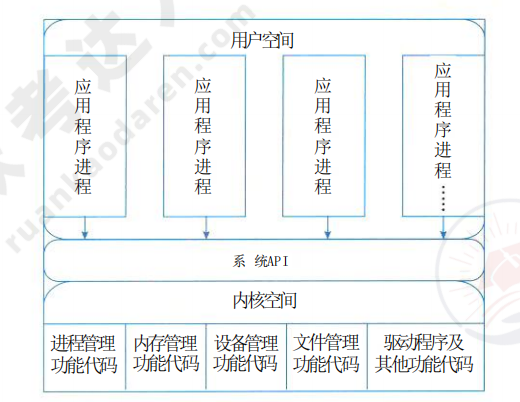 用户空间
应用程序进程
应用程序进程
应用程序进程
应用程序进程……
系 统API
内核空间
进程管理
功能代码
内存管理
功能代码
设备管理
功能代码
文件管理
功能代码
驱动程序及
其他功能代码
软考达人
ruankaodaren.com